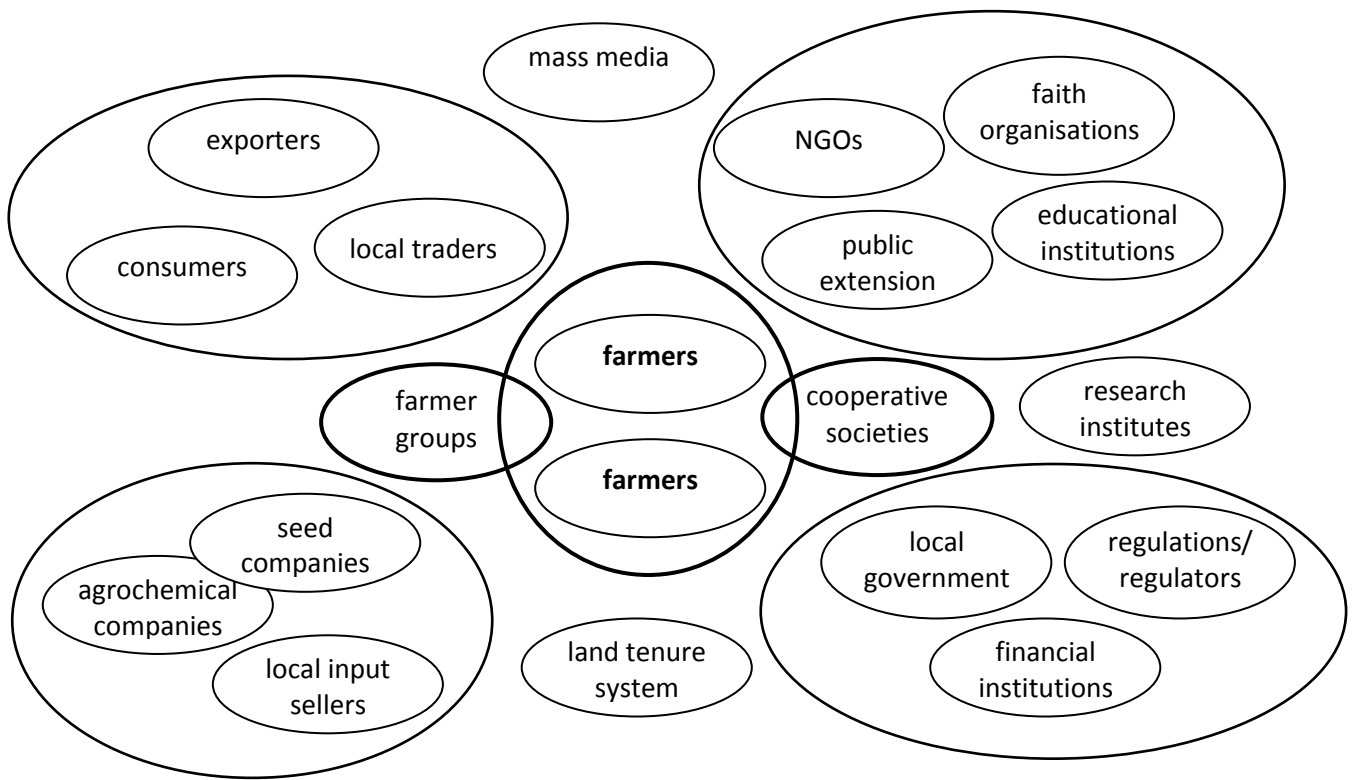 mass media
exporters
consumers
local traders
NGOs
faith
organisations
public
extension
educational
institutions
farmer
groups
farmers
farmers
cooperative
societies
research
institutes
seed
companies
agrochemical
companies
local input
sellers
land tenure
system
local
government
regulations/
regulators
financial
institutions